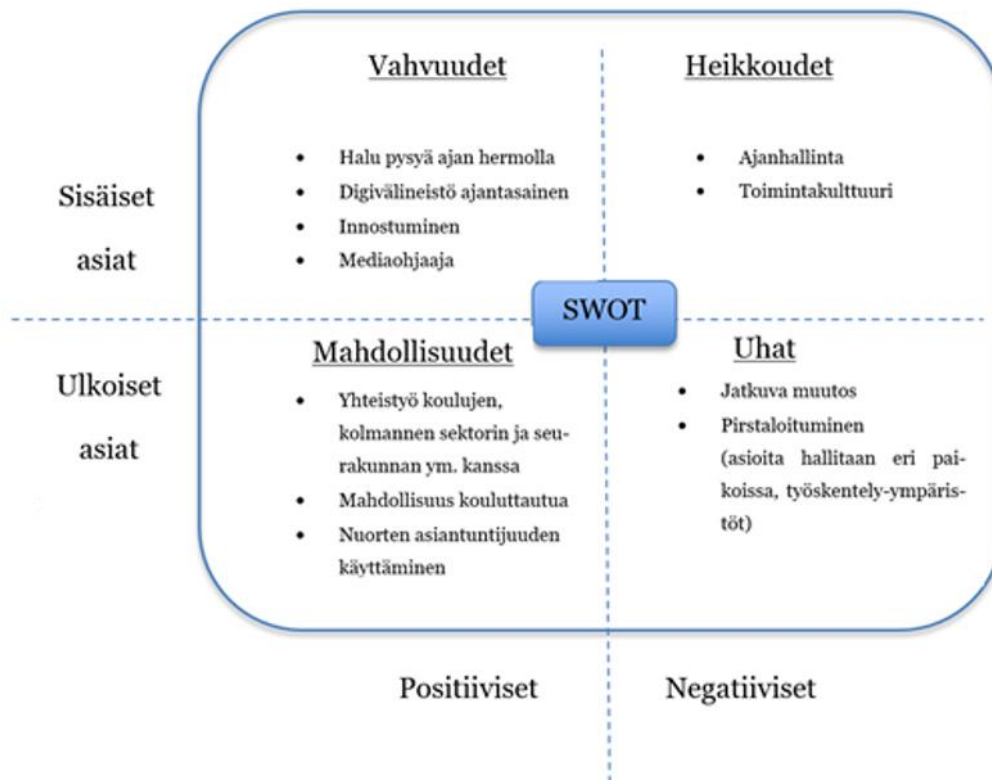 Vahvuudet
Heikkoudet
Sisäiset
asiat
• Halu pysyä ajan hermolla
• Digivälineistö ajantasainen
• Innostuminen
• Mediaohjaaja
• Ajanhallinta
• Toimintakulttuuri
SWOT
Ulkoiset
asiat
Mahdollisuudet
• Yhteistyö koulujen,
kolmannen sektorin ja seu-
rakunnan ym. kanssa
• Mahdollisuus kouluttautua
• Nuorten asiantuntijuuden
käyttäminen
Uhat
• Jatkuva muutos
• Pirstaloituminen
(asioita hallitaan eri pai-
koissa, työskentely-ympäris-
töt)
Positiiviset
Negatiiviset